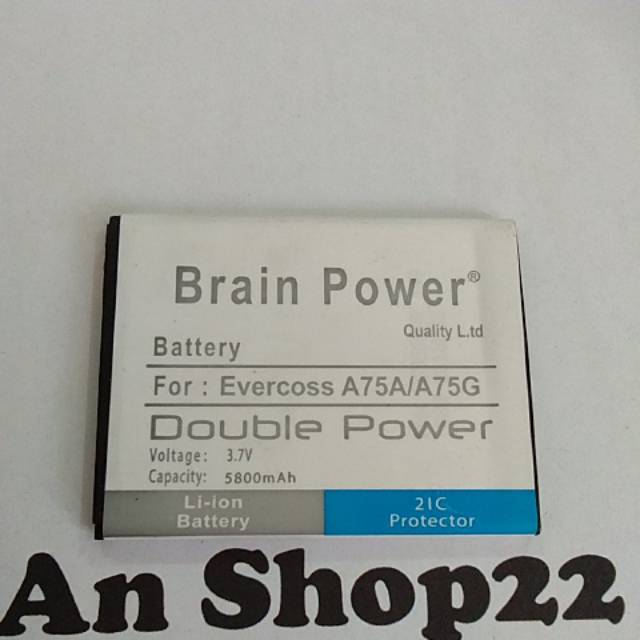 Brain Power®
Quality L.td
Battery
For : Evercoss A75A/A75G
Double Power
Voltage: 3.7V
Capacity: 5800mAh
Li-ion
Battery
2IC
Protector
An Shop22